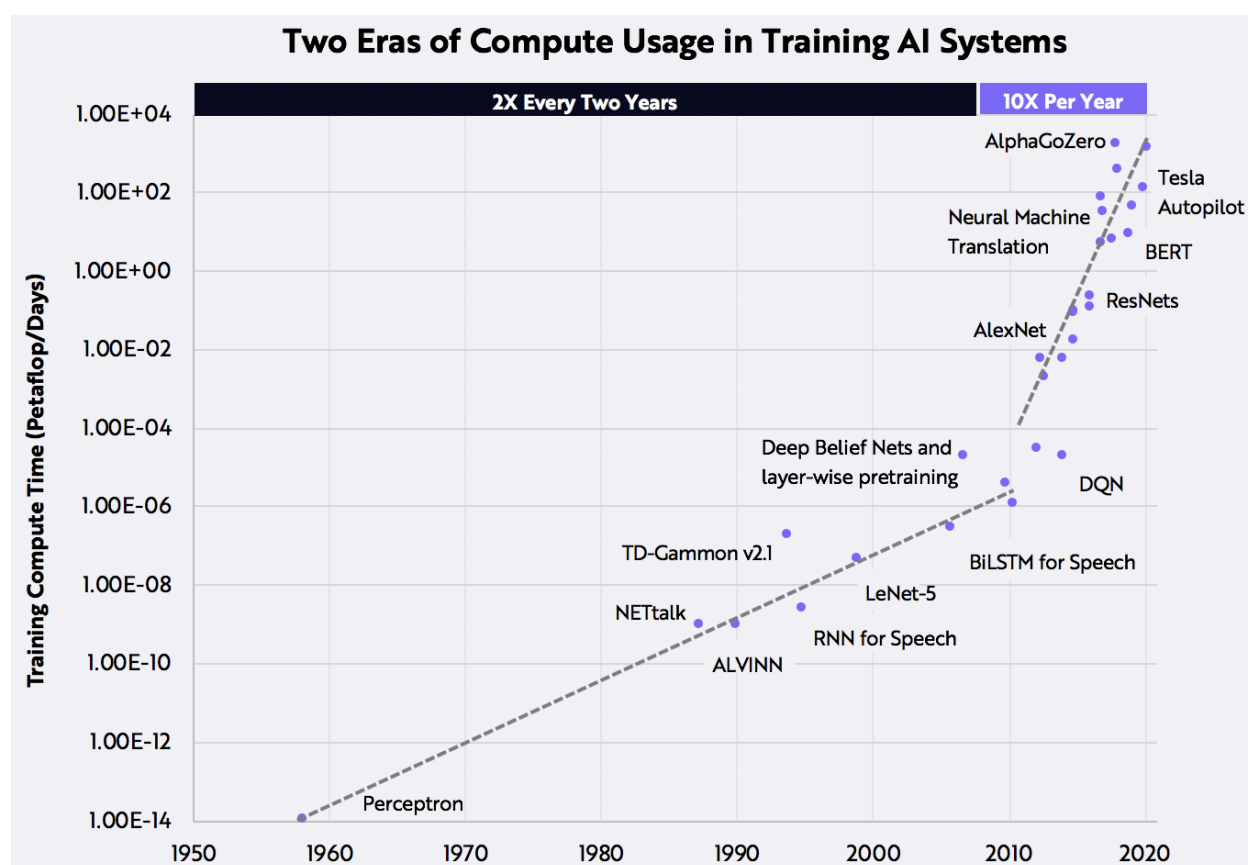 Two Eras of Compute Usage in Training AI Systems
2X Every Two Years
10X Per Year
Training Compute Time (Petaflop/Days)
1.00E+04
1.00E+02
1.00E+00
1.00E-02
1.00E-04
1.00E-06
1.00E-08
1.00E-10
1.00E-12
1.00E-14
AlphaGoZero
Tesla
Autopilot
Neural Machine
Translation
BERT
ResNets
AlexNet
Deep Belief Nets and
layer-wise pretraining
DQN
TD-Gammon v2.1
BiLSTM for Speech
LeNet-5
NETtalk
RNN for Speech
ALVINN
Perceptron
1950
1960
1970
1980
1990
2000
2010
2020